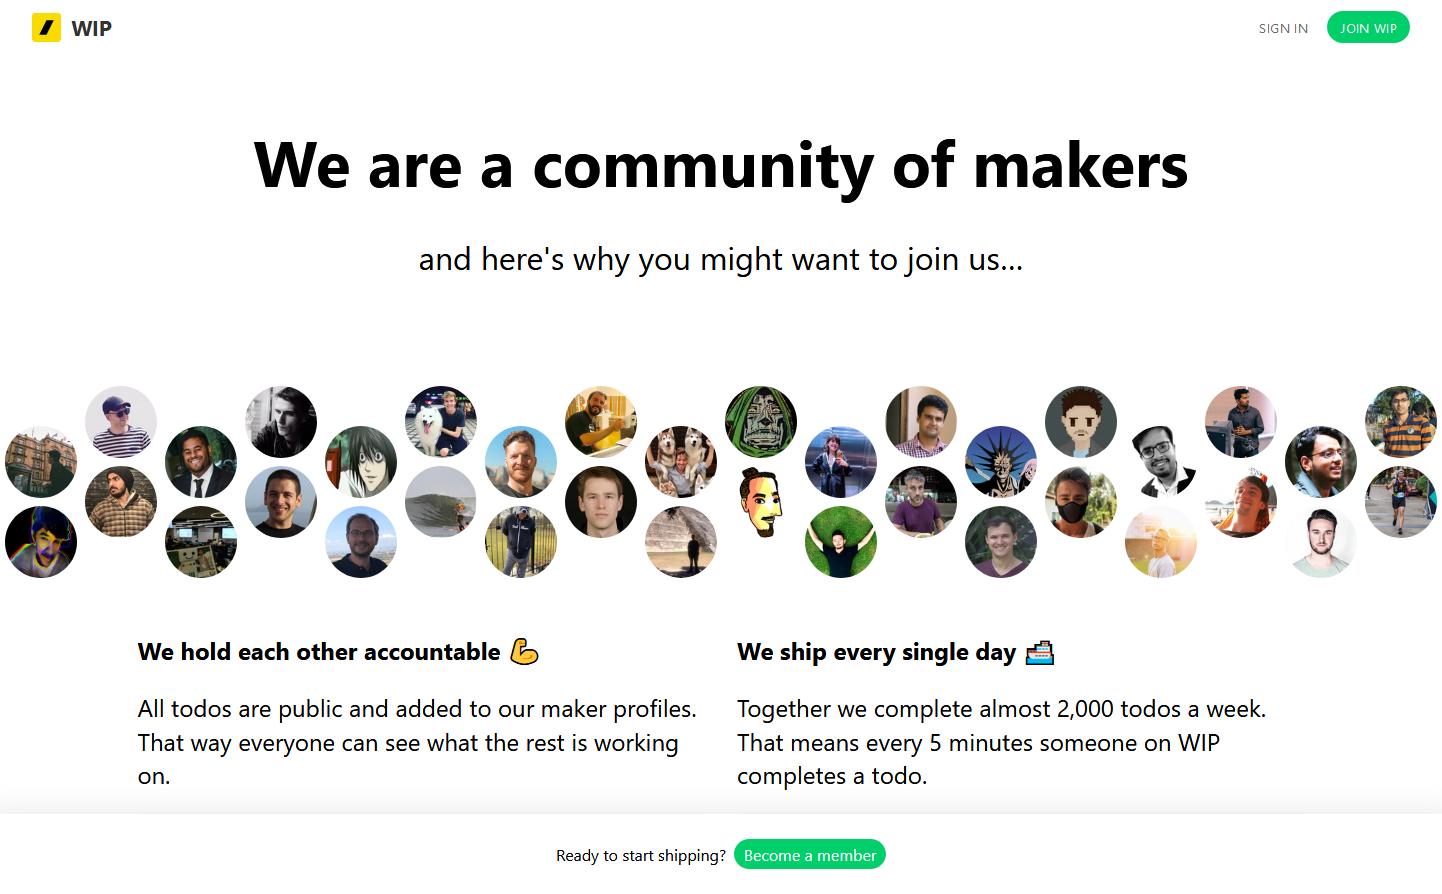 WIP
SIGN IN
JOIN WIP
We are a community of makers
and here's why you might want to join us...
We hold each other accountable 💪
All todos are public and added to our maker profiles.
That way everyone can see what the rest is working
on.
We ship every single day 🛳️
Together we complete almost 2,000 todos a week.
That means every 5 minutes someone on WIP
completes a todo.
Ready to start shipping?
Become a member